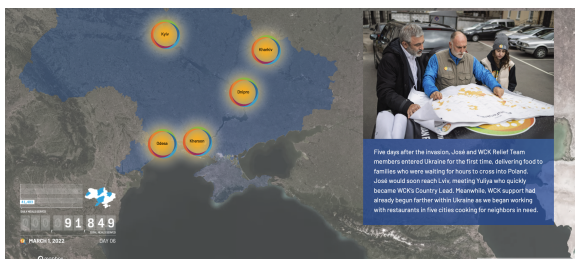 Kyiv
Kharkiv
Dnipro
Odesa
Kherson
Five days after the invasion, José and WCK Relief Team
members entered Ukraine for the first time, delivering food to
families who were waiting for hours to cross into Poland.
José would soon reach Lviv, meeting Yuliya who quickly
became WCK's Country Lead. Meanwhile, WCK support had
already begun farther within Ukraine as we began working
with restaurants in five cities cooking for neighbors in need.
91849
MARCH 1, 2022
DAY 06